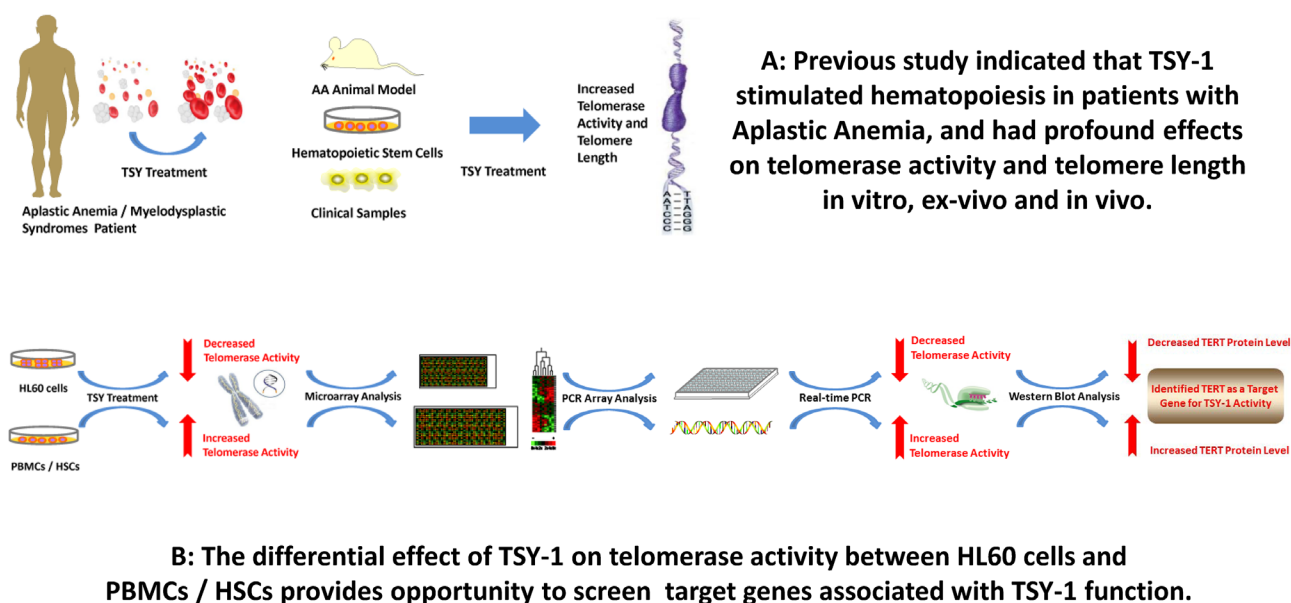 TSY Treatment
Aplastic Anemia / Myelodysplastic
Syndromes Patient
AA Animal Model
Hematopoietic Stem Cells
Clinical Samples
TSY Treatment
Increased
Telomerase
Activity and
Telomere
Length
A – T
A – T
T – A
C – G
C – G
C – G
A: Previous study indicated that TSY-1
stimulated hematopoiesis in patients with
Aplastic Anemia, and had profound effects
on telomerase activity and telomere length
in vitro, ex-vivo and in vivo.
HL60 cells
PBMCs / HSCs
TSY Treatment
Decreased
Telomerase Activity
Increased
Telomerase Activity
Microarray Analysis
PCR Array Analysis
Real-time PCR
Decreased
Telomerase Activity
Increased
Telomerase Activity
Western Blot Analysis
Decreased TERT Protein Level
Identified TERT as a Target
Gene for TSY-1 Activity
Increased TERT Protein Level
B: The differential effect of TSY-1 on telomerase activity between HL60 cells and
PBMCs / HSCs provides opportunity to screen target genes associated with TSY-1 function.